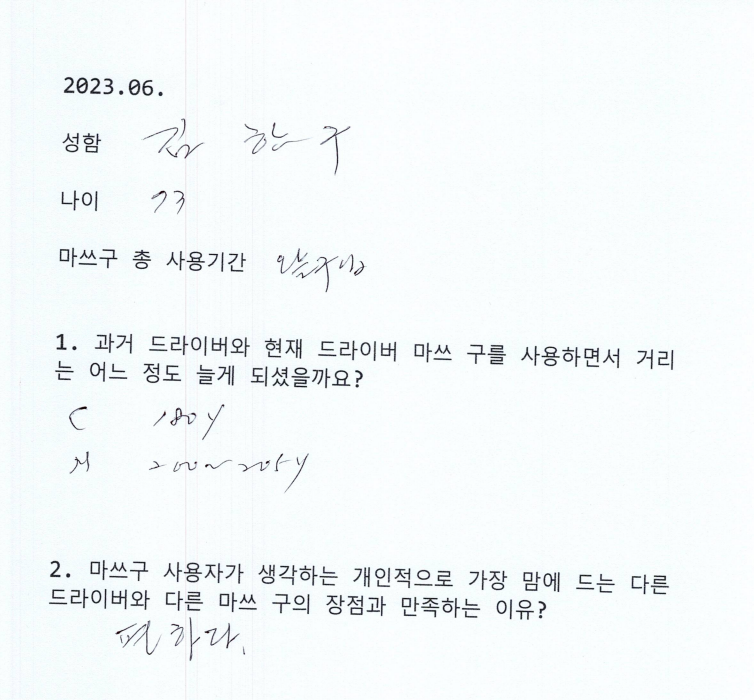 2023.06.
성함 김 한 구
나이 73
마쓰구 총 사용기간
1. 과거 드라이버와 현재 드라이버 마쓰 구를 사용하면서 거리
는 어느 정도 늘게 되셨을까요?
C 180y
M 200~205y
2. 마쓰구 사용자가 생각하는 개인적으로 가장 맘에 드는 다른
드라이버와 다른 마쓰 구의 장점과 만족하는 이유?
편하다.